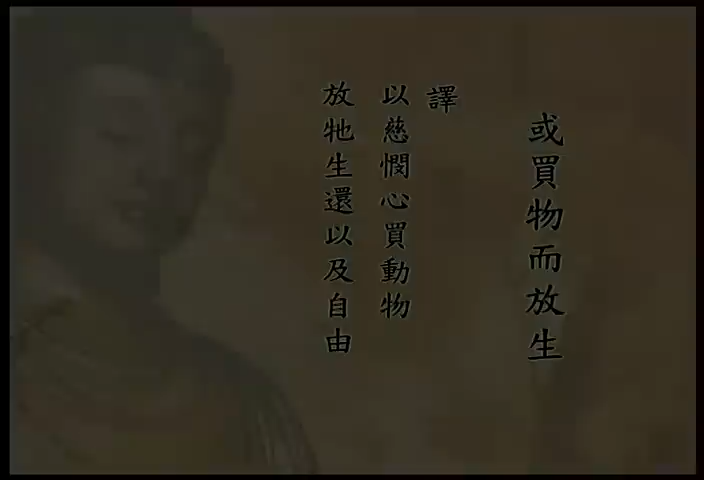 或買物而放生
譯
以慈憫心買動物
放牠生還以及自由